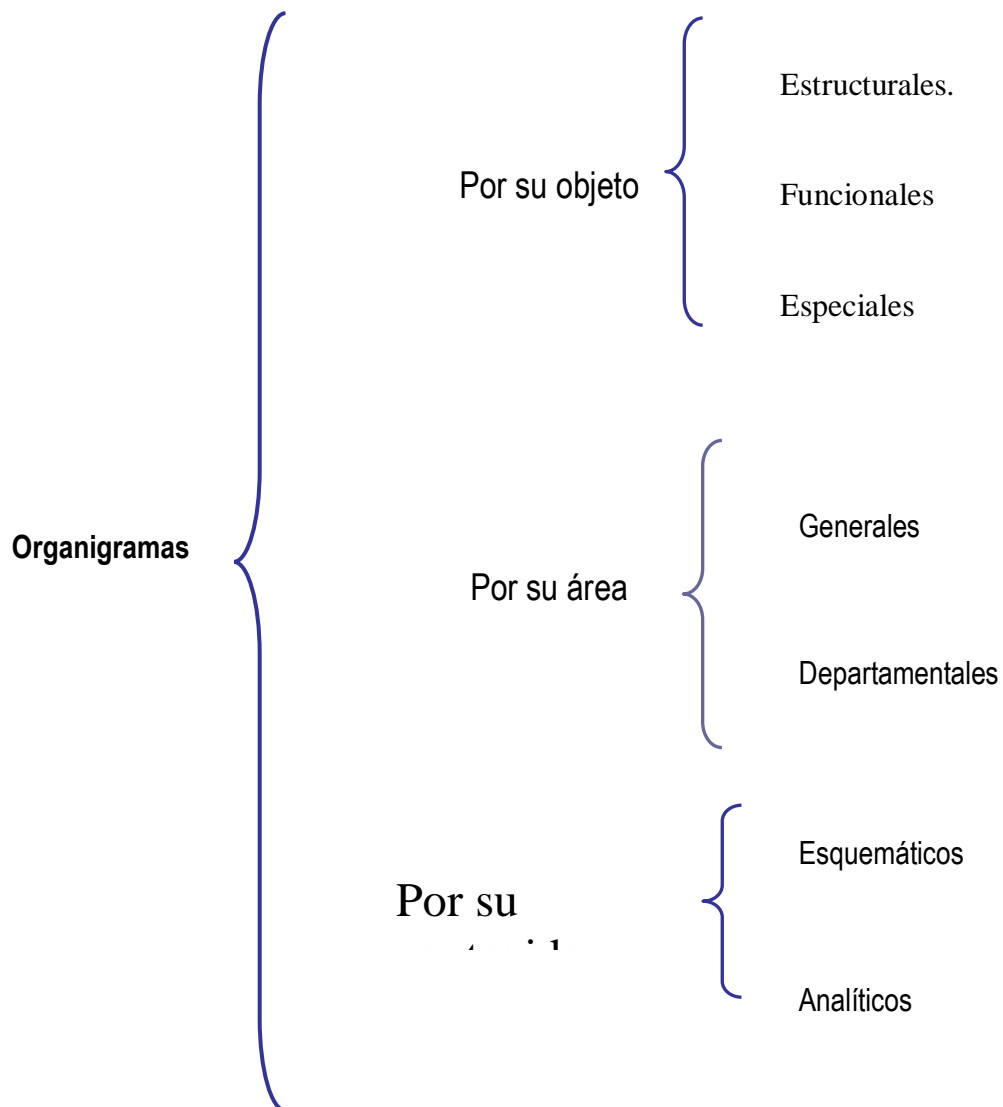 Organigramas
Por su objeto
Estructurales.
Funcionales
Especiales
Por su área
Generales
Departamentales
Por su
Esquemáticos
Analíticos